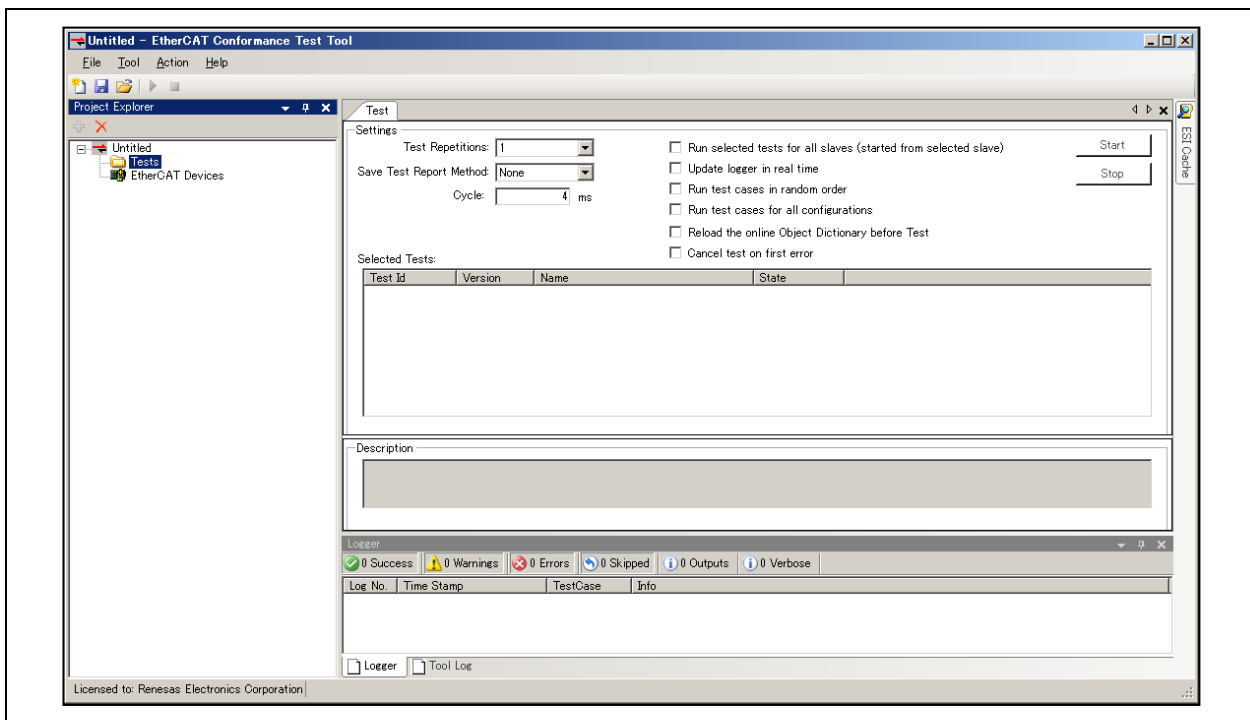 Untitled - EtherCAT Conformance Test Tool
File Tool Action Help
Project Explorer
Untitled
Tests
EtherCAT Devices
Test
Settings
Test Repetitions: 1
Save Test Report Method: None
Cycle: 4 ms
Run selected tests for all slaves (started from selected slave)
Update logger in real time
Run test cases in random order
Run test cases for all configurations
Reload the online Object Dictionary before Test
Cancel test on first error
Start
Stop
ESI Cache
Selected Tests:
Test Id Version Name State
Description
Logger
0 Success 0 Warnings 0 Errors 0 Skipped 0 Outputs 0 Verbose
Log No. Time Stamp TestCase Info
Logger Tool Log
Licensed to: Renesas Electronics Corporation